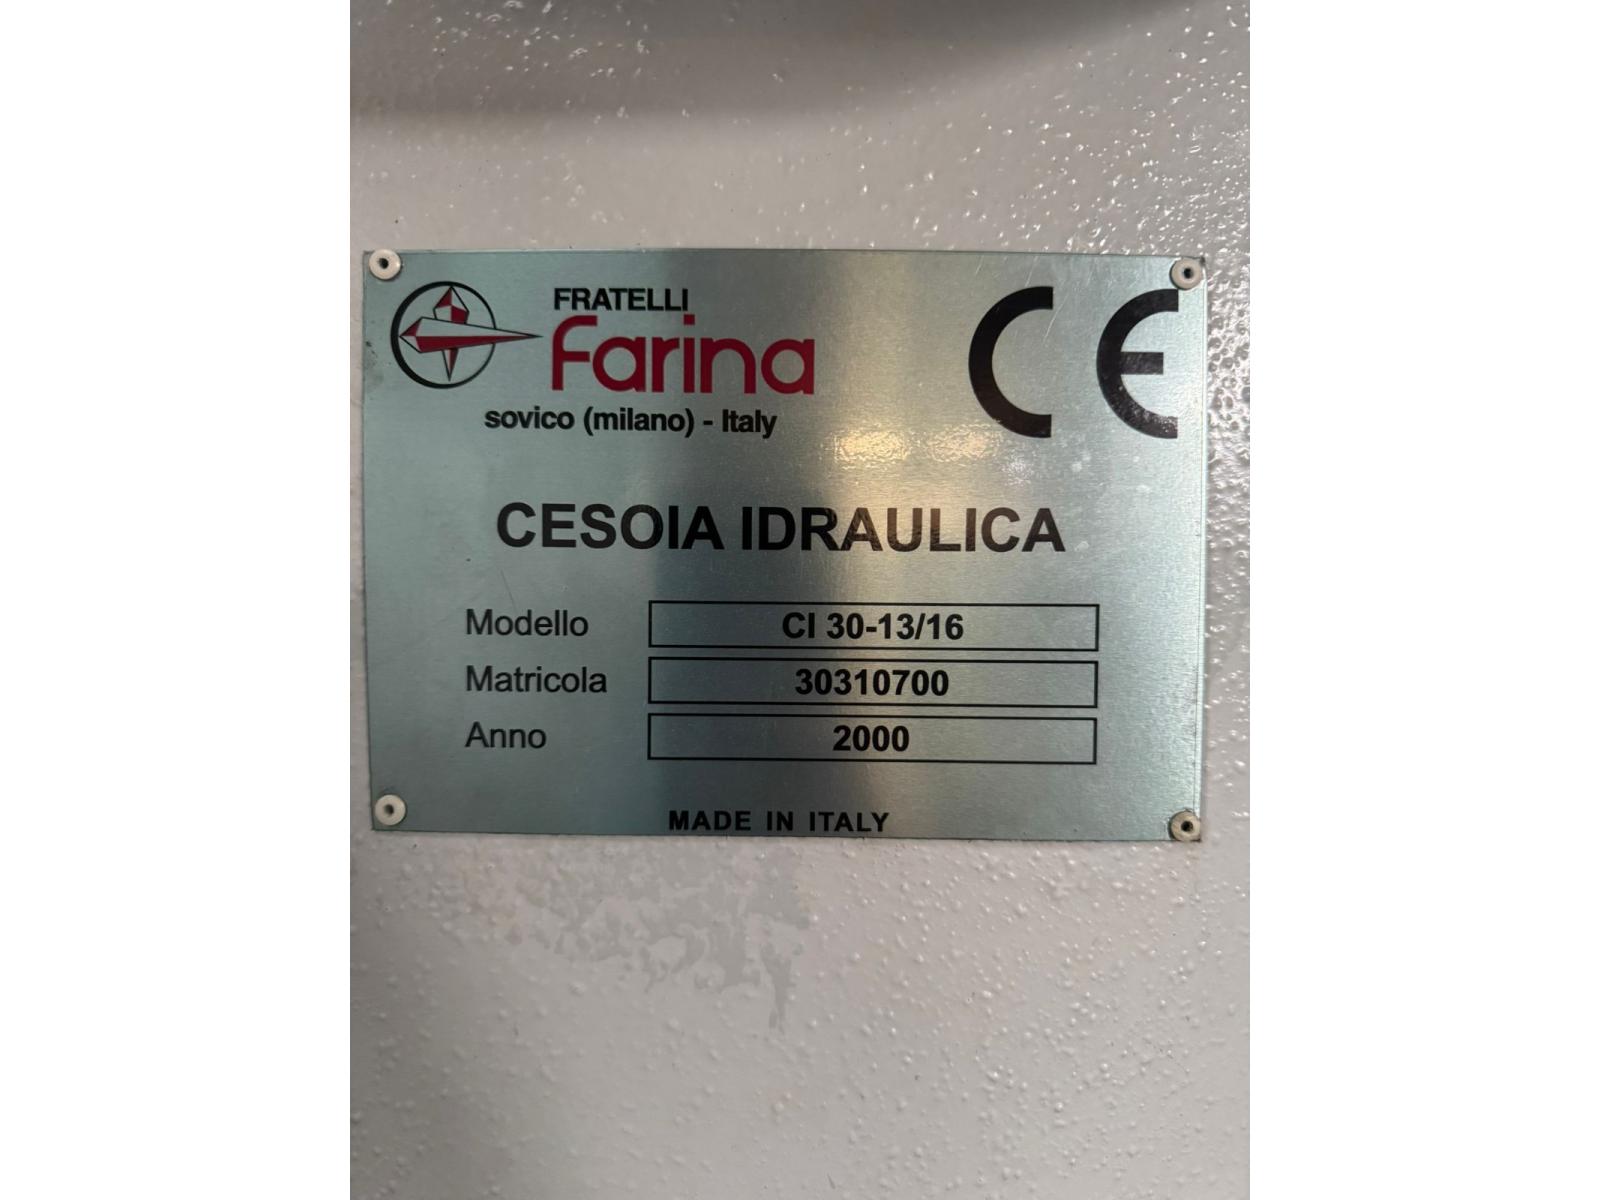 FRATELLI
Farina
sovico (milano) - Italy
CE
CESOIA IDRAULICA
Modello CI 30-13/16
Matricola 30310700
Anno 2000
MADE IN ITALY